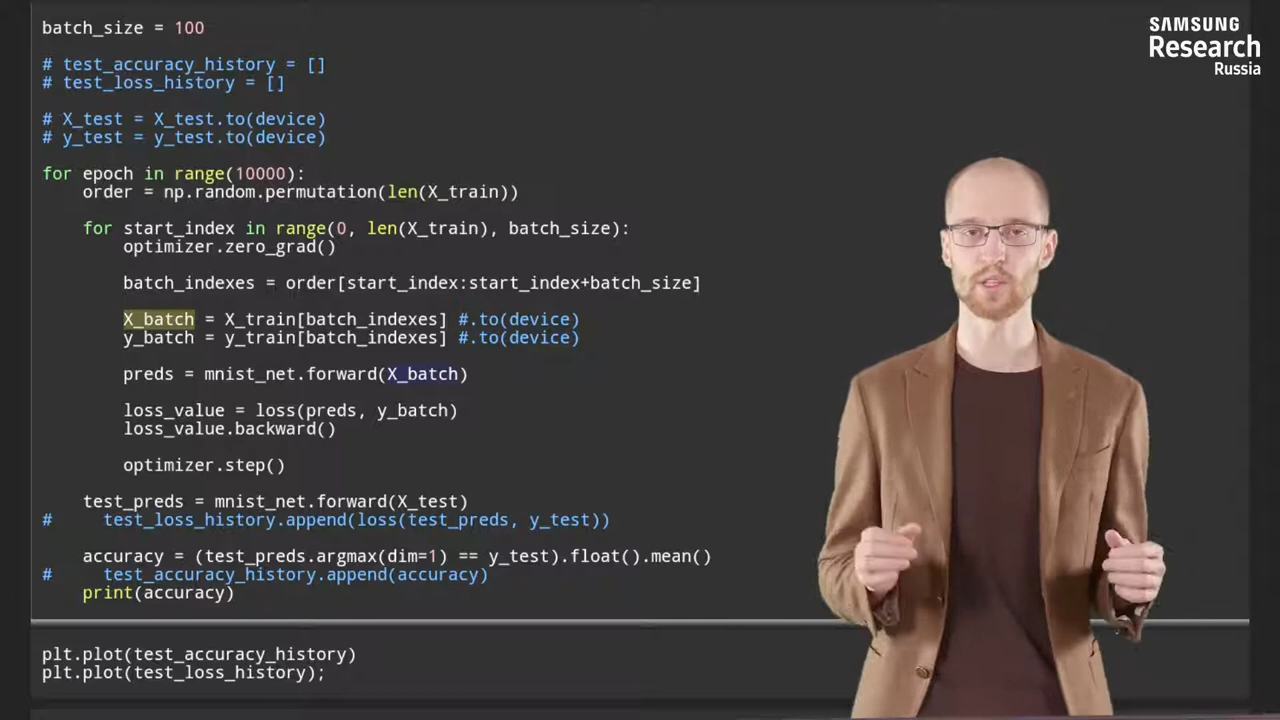 batch_size = 100
# test_accuracy_history = []
# test_loss_history = []
# X_test = X_test.to(device)
# y_test = y_test.to(device)
for epoch in range(10000):
order = np.random.permutation(len(X_train))
for start_index in range(0, len(X_train), batch_size):
optimizer.zero_grad()
batch_indexes = order[start_index:start_index+batch_size]
X_batch = X_train[batch_indexes] #.to(device)
y_batch = y_train[batch_indexes] #.to(device)
preds = mnist_net.forward(X_batch)
loss_value = loss(preds, y_batch)
loss_value.backward()
optimizer.step()
test_preds = mnist_net.forward(X_test)
# test_loss_history.append(loss(test_preds, y_test))
accuracy = (test_preds.argmax(dim=1) == y_test).float().mean()
# test_accuracy_history.append(accuracy)
print(accuracy)
plt.plot(test_accuracy_history)
plt.plot(test_loss_history);
SAMSUNG
Research
Russia